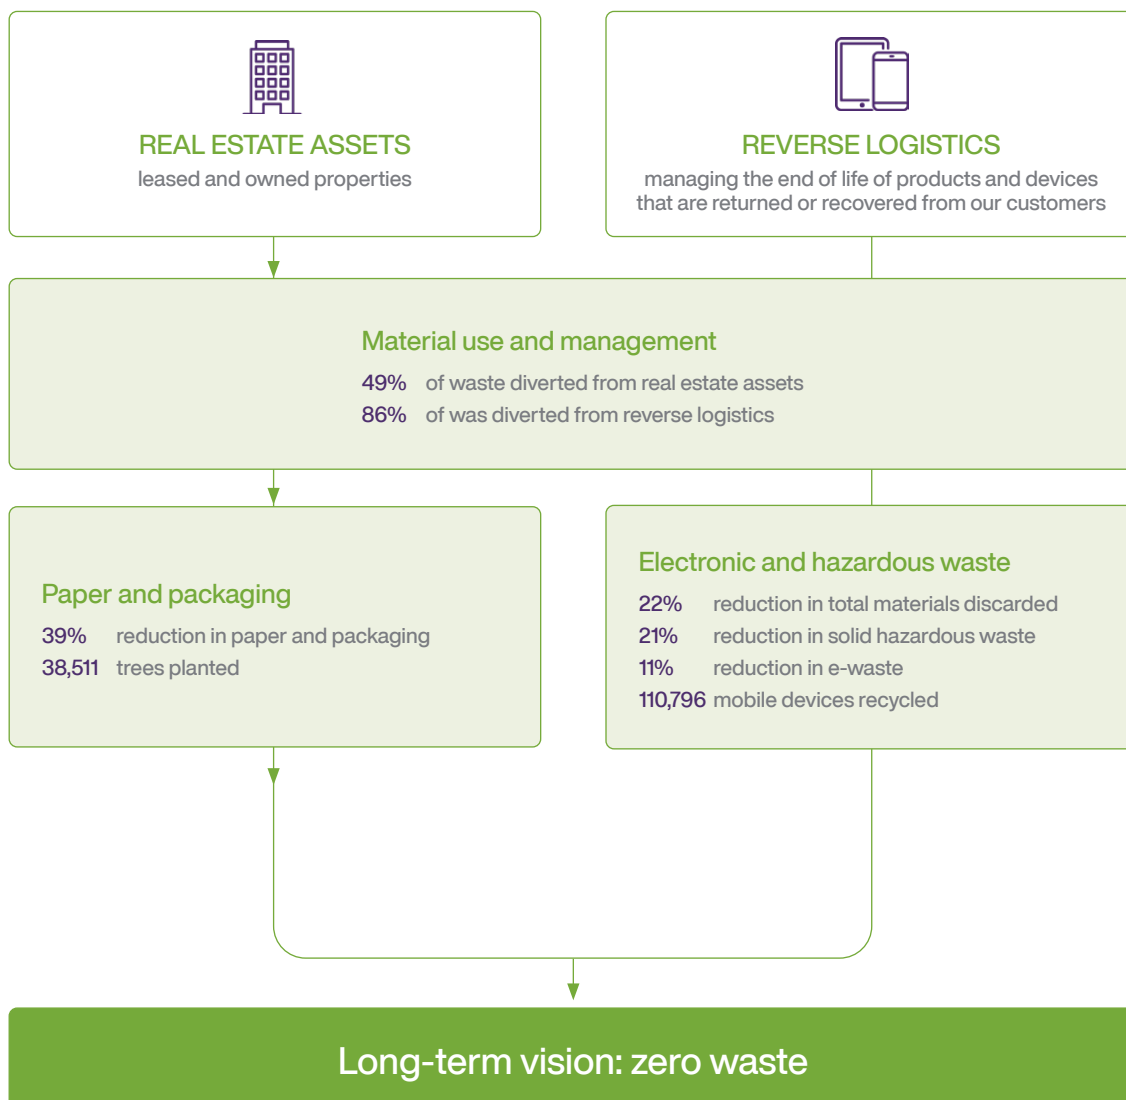 REAL ESTATE ASSETS
leased and owned properties
REVERSE LOGISTICS
managing the end of life of products and devices
that are returned or recovered from our customers
Material use and management
49% of waste diverted from real estate assets
86% of was diverted from reverse logistics
Paper and packaging
39% reduction in paper and packaging
38,511 trees planted
Electronic and hazardous waste
22% reduction in total materials discarded
21% reduction in solid hazardous waste
11% reduction in e-waste
110,796 mobile devices recycled
Long-term vision: zero waste